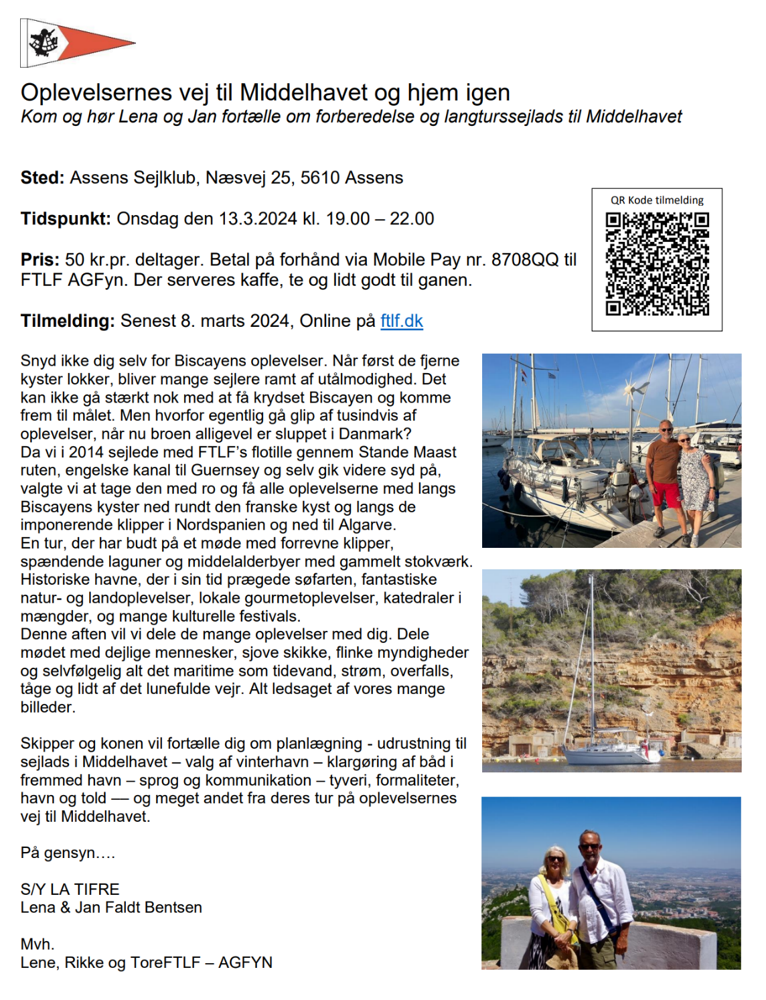 Oplevelsernes vej til Middelhavet og hjem igen
Kom og hør Lena og Jan fortælle om forberedelse og langturssejlads til Middelhavet
Sted: Assens Sejlklub, Næsvej 25, 5610 Assens
Tidspunkt: Onsdag den 13.3.2024 kl. 19.00 – 22.00
Pris: 50 kr.pr. deltager. Betal på forhånd via Mobile Pay nr. 8708QQ til
FTLF AGFyn. Der serveres kaffe, te og lidt godt til ganen.
Tilmelding: Senest 8. marts 2024, Online på ftlf.dk
QR Kode tilmelding
Snyd ikke dig selv for Biscayens oplevelser. Når først de fjerne
kyster lokker, bliver mange sejlere ramt af utålmodighed. Det
kan ikke gå stærkt nok med at få krydset Biscayen og komme
frem til målet. Men hvorfor egentlig gå glip af tusindvis af
oplevelser, når nu broen alligevel er sluppet i Danmark?
Da vi i 2014 sejlede med FTLF’s flotille gennem Stande Maast
ruten, engelske kanal til Guernsey og selv gik videre syd på,
valgte vi at tage den med ro og få alle oplevelserne med langs
Biscayens kyster ned rundt den franske kyst og langs de
imponerende klipper i Nordspanien og ned til Algarve.
En tur, der har budt på et møde med forrevne klipper,
spændende laguner og middelalderbyer med gammelt stokværk.
Historiske havne, der i sin tid prægede søfarten, fantastiske
natur- og landoplevelser, lokale gourmetoplevelser, katedraler i
mængder, og mange kulturelle festivals.
Denne aften vil vi dele de mange oplevelser med dig. Dele
mødet med dejlige mennesker, sjove skikke, flinke myndigheder
og selvfølgelig alt det maritime som tidevand, strøm, overfalls,
tåge og lidt af det lunefulde vejr. Alt ledsaget af vores mange
billeder.
Skipper og konen vil fortælle dig om planlægning - udrustning til
sejlads i Middelhavet – valg af vinterhavn – klargøring af båd i
fremmed havn – sprog og kommunikation – tyveri, formaliteter,
havn og told –– og meget andet fra deres tur på oplevelsernes
vej til Middelhavet.
På gensyn….
S/Y LA TIFRE
Lena & Jan Faldt Bentsen
Mvh.
Lene, Rikke og ToreFTLF – AGFYN